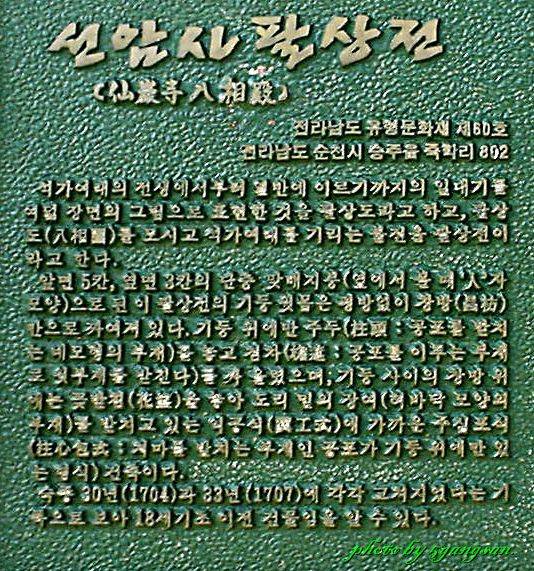 선암사팔상전
(仙巖寺八相殿)
전라남도 유형문화재 제60호
전라남도 순천시 승주읍 죽학리 802
석가여래의 전생에서부터 열반에 이르기까지의 일대기를
여덟 장면의 그림으로 표현한 것을 팔상도라고 하고, 팔상
도(八相圖)를 모시고 석가여래를 기리는 불전을 팔상전이
라고 한다.
앞면 5칸, 옆면 3칸의 단층 맞배지붕(옆에서 볼 때 '人'자
모양)으로 된 이 팔상전의 기둥 윗몸은 평방없이 창방(昌枋)
만으로 짜여져 있다. 기둥 위에만 주두(柱頭 : 공포를 받치
는 네모형의 부재)를 놓고 첨차(檐遮 : 공포를 이루는 부재
로 윗부재를 받친다)를 짜 올렸으며, 기둥 사이의 창방 위
에는 꽃반전(花盤)을 놓아 도리 밑의 장여(혓바닥 모양의
부재)를 받치고 있는 익공식(翼工式)에 가까운 주심포식
(柱心包式 : 처마를 받치는 부재인 공포가 기둥 위에만 있
는 형식) 건축이다.
숙종 30년(1704)과 33년(1707)에 각각 고쳐지었다는 기
록으로 보아 18세기초 이전 건물임을 알 수 있다.
photo by syungsun.